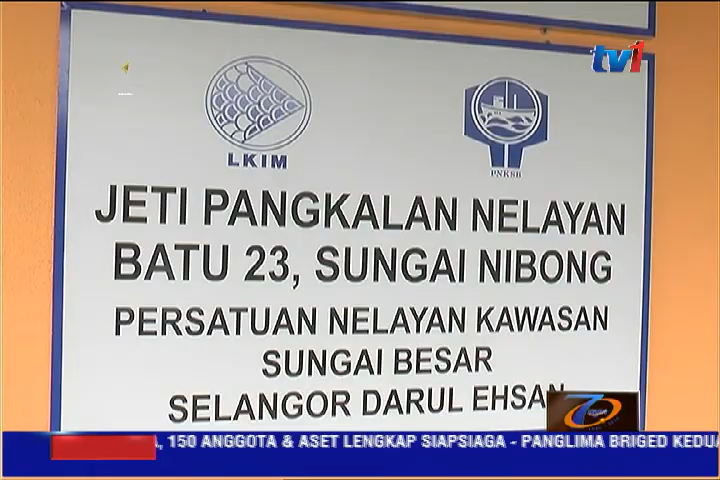 tv1
LKIM
PNKSB
JETI PANGKALAN NELAYAN
BATU 23, SUNGAI NIBONG
PERSATUAN NELAYAN KAWASAN
SUNGAI BESAR
SELANGOR DARUL EHSAN
, 150 ANGGOTA & ASET LENGKAP SIAPSIAGA - PANGLIMA BRIGED KEDUA